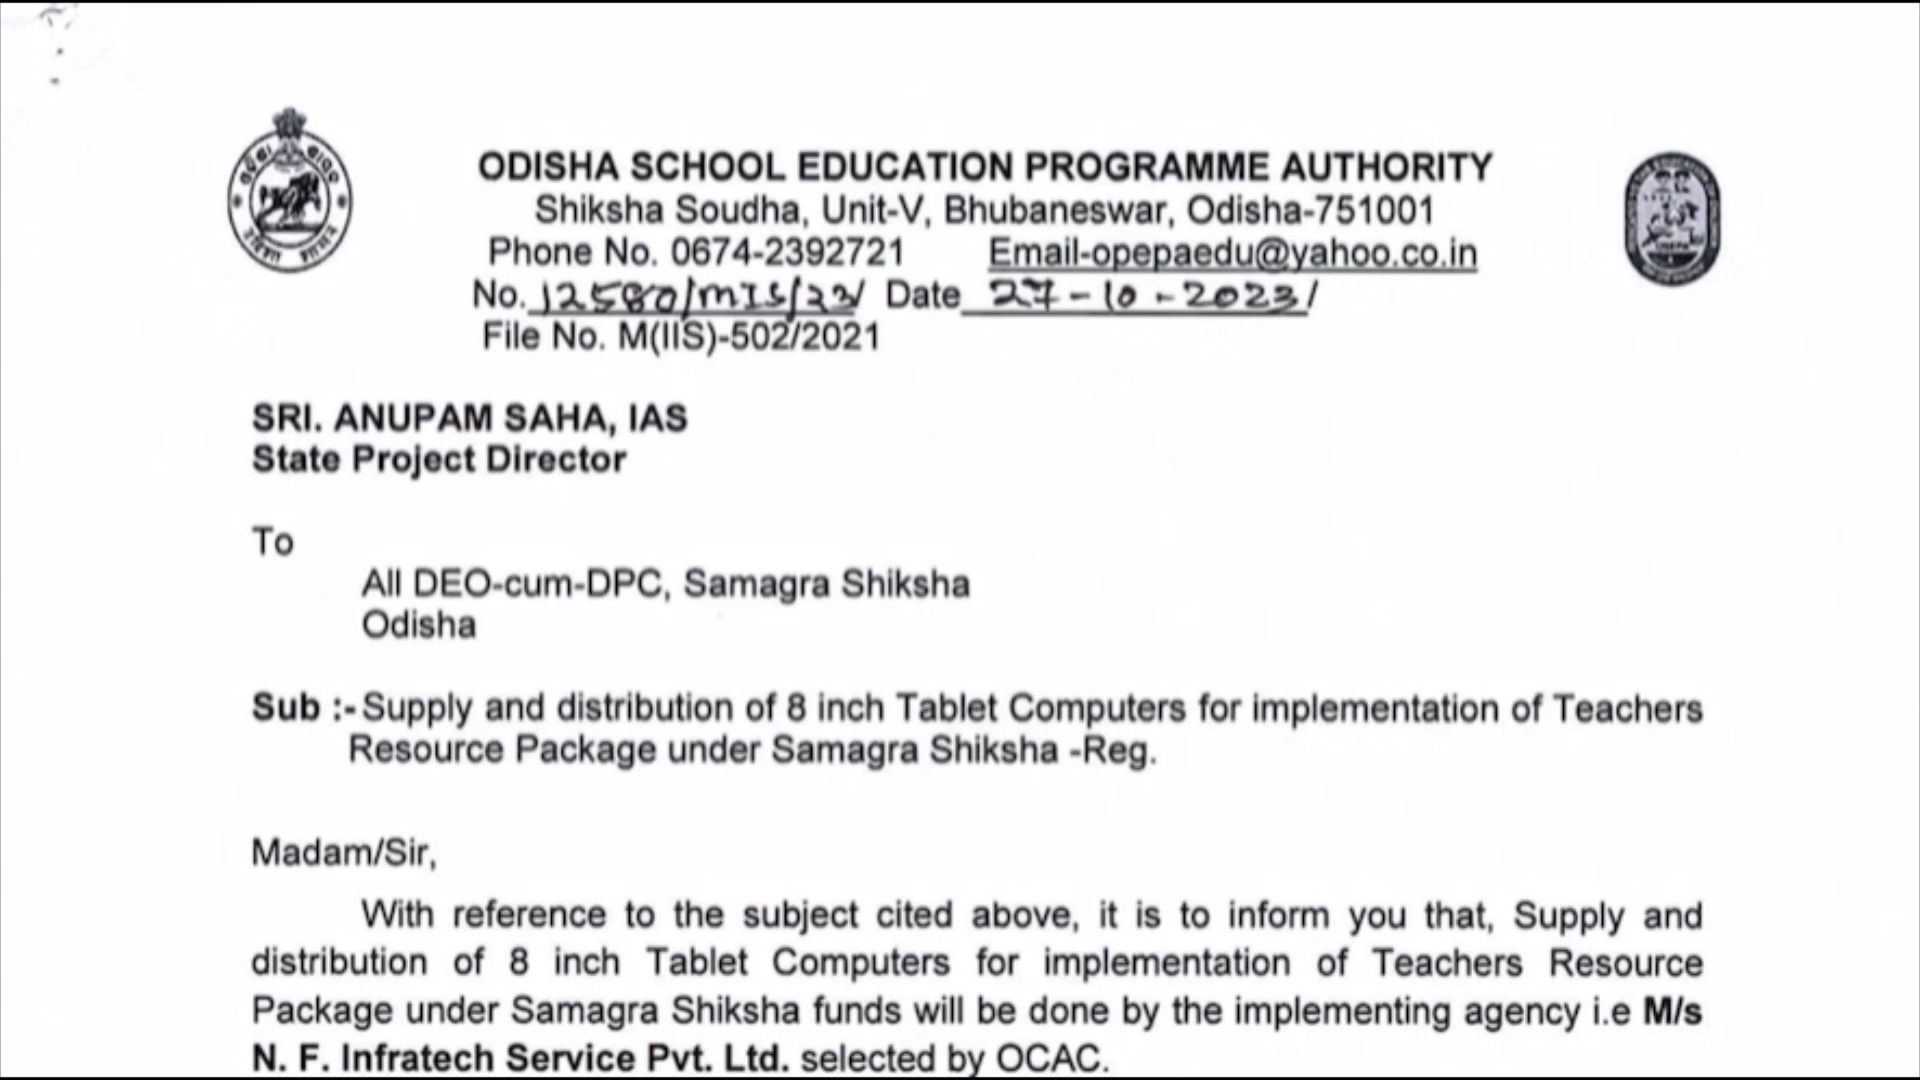 ODISHA SCHOOL EDUCATION PROGRAMME AUTHORITY
Shiksha Soudha, Unit-V, Bhubaneswar, Odisha-751001
Phone No. 0674-2392721 Email-opepaedu@yahoo.co.in
No. 12580/MIS/23/ Date 27-10-2023/
File No. M(IIS)-502/2021
SRI. ANUPAM SAHA, IAS
State Project Director
To
All DEO-cum-DPC, Samagra Shiksha
Odisha
Sub :- Supply and distribution of 8 inch Tablet Computers for implementation of Teachers
Resource Package under Samagra Shiksha -Reg.
Madam/Sir,
With reference to the subject cited above, it is to inform you that, Supply and
distribution of 8 inch Tablet Computers for implementation of Teachers Resource
Package under Samagra Shiksha funds will be done by the implementing agency i.e M/s
N. F. Infratech Service Pvt. Ltd. selected by OCAC.